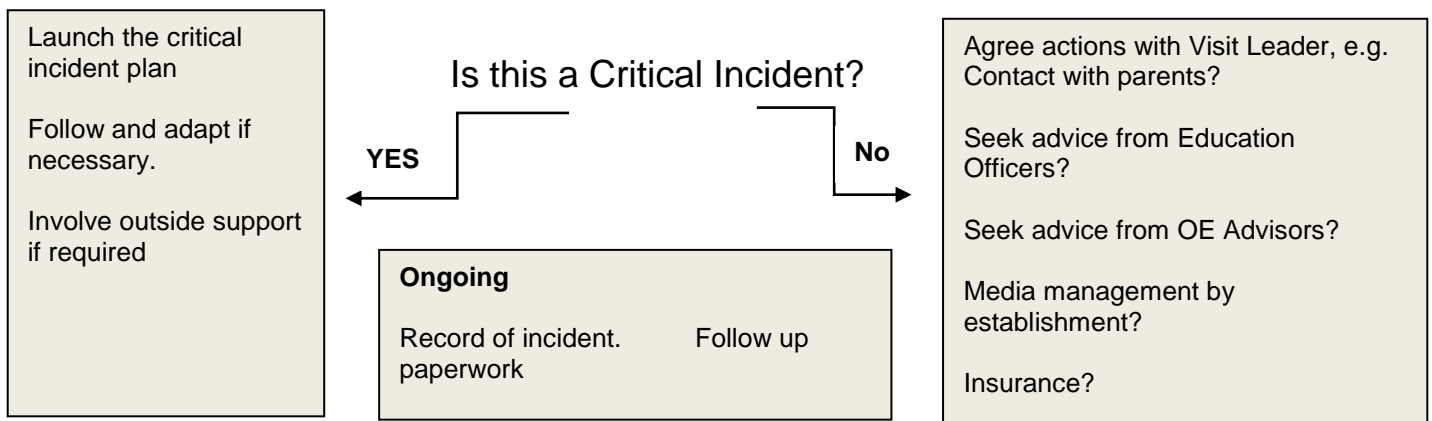 Launch the critical
incident plan
Follow and adapt if
necessary.
Involve outside support
if required
Is this a Critical Incident?
YES
No
Ongoing
Record of incident. Follow up
paperwork
Agree actions with Visit Leader, e.g.
Contact with parents?
Seek advice from Education
Officers?
Seek advice from OE Advisors?
Media management by
establishment?
Insurance?